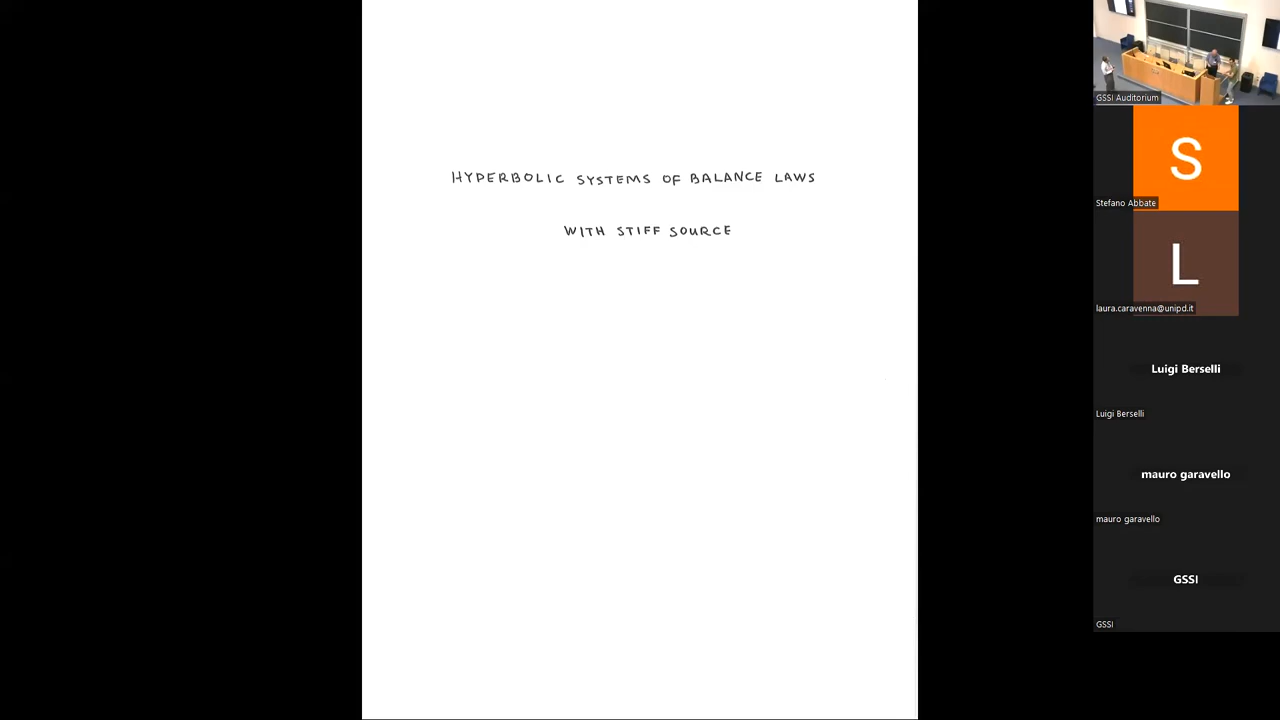 HYPERBOLIC SYSTEMS OF BALANCE LAWS
WITH STIFF SOURCE
GSSI Auditorium
S
Stefano Abbate
L
laura.caravenna@unipd.it
Luigi Berselli
Luigi Berselli
mauro garavello
mauro garavello
GSSI
GSSI